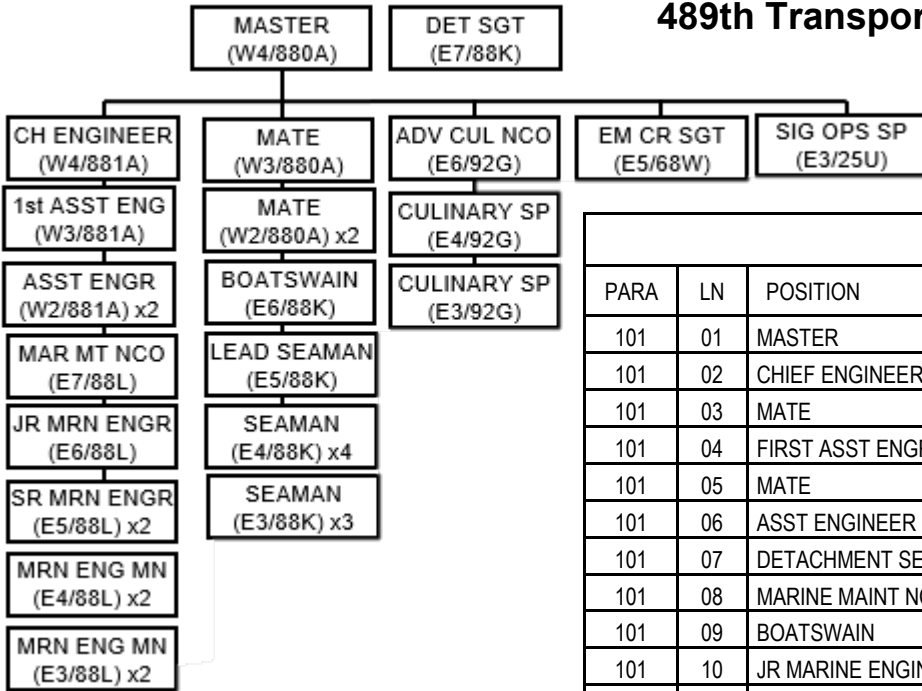 489th Transpor
MASTER
(W4/880A)
DET SGT
(E7/88K)
CH ENGINEER
(W4/881A)
1st ASST ENG
(W3/881A)
ASST ENGR
(W2/881A) x2
MAR MT NCO
(E7/88L)
JR MRN ENGR
(E6/88L)
SR MRN ENGR
(E5/88L) x2
MRN ENG MN
(E4/88L) x2
MRN ENG MN
(E3/88L) x2
MATE
(W3/880A)
MATE
(W2/880A) x2
BOATSWAIN
(E6/88K)
LEAD SEAMAN
(E5/88K)
SEAMAN
(E4/88K) x4
SEAMAN
(E3/88K) x3
ADV CUL NCO
(E6/92G)
CULINARY SP
(E4/92G)
CULINARY SP
(E3/92G)
EM CR SGT
(E5/68W)
SIG OPS SP
(E3/25U)
PARA LN POSITION
101 01 MASTER
101 02 CHIEF ENGINEER
101 03 MATE
101 04 FIRST ASST ENG
101 05 MATE
101 06 ASST ENGINEER
101 07 DETACHMENT SE
101 08 MARINE MAINT N
101 09 BOATSWAIN
101 10 JR MARINE ENGIN